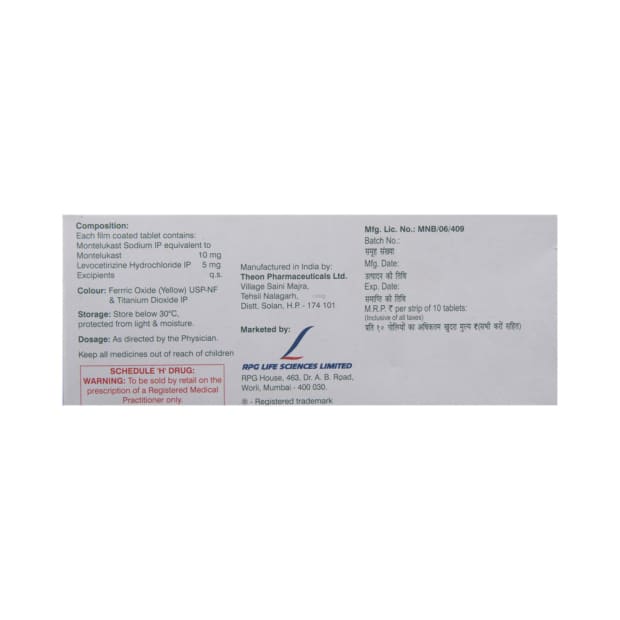 Composition:
Each film coated tablet contains:
Montelukast Sodium IP equivalent to
Montelukast 10 mg
Levocetirizine Hydrochloride IP 5 mg
Excipients q.s.
Colour: Ferric Oxide (Yellow) USP-NF
& Titanium Dioxide IP
Storage: Store below 30°C,
protected from light & moisture.
Dosage: As directed by the Physician.
Keep all medicines out of reach of children
SCHEDULE 'H' DRUG:
WARNING: To be sold by retail on the
prescription of a Registered Medical
Practitioner only.
Manufactured in India by:
Theon Pharmaceuticals Ltd.
Village Saini Majra,
Tehsil Nalagarh,
Distt. Solan, H.P. - 174 101
Marketed by:
RPG LIFE SCIENCES LIMITED
RPG House, 463, Dr. A. B. Road,
Worli, Mumbai - 400 030.
® - Registered trademark
Mfg. Lic. No.: MNB/06/409
Batch No.:
समूह संख्या
Mfg. Date:
उत्पादन की तिथि
Exp. Date:
समाप्ति की तिथि
M.R.P. ₹ per strip of 10 tablets:
(Inclusive of all taxes)
प्रति १० गोलियों का अधिकतम खुदरा मूल्य ₹(सभी करों सहित)